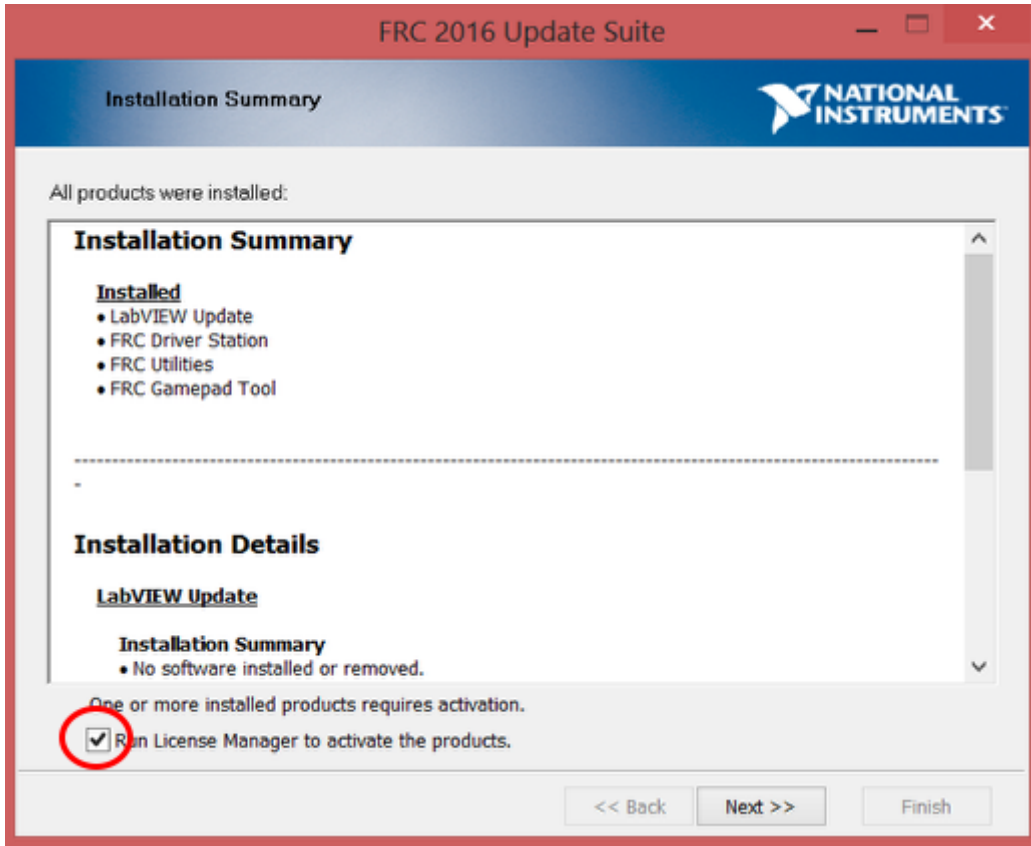 FRC 2016 Update Suite
Installation Summary
NATIONAL
INSTRUMENTS
All products were installed:
Installation Summary
Installed
• LabVIEW Update
• FRC Driver Station
• FRC Utilities
• FRC Gamepad Tool
--------------------------------------------------------------------------------------------------------------------
-
Installation Details
LabVIEW Update
Installation Summary
• No software installed or removed.
One or more installed products requires activation.
Run License Manager to activate the products.
<< Back Next >> Finish